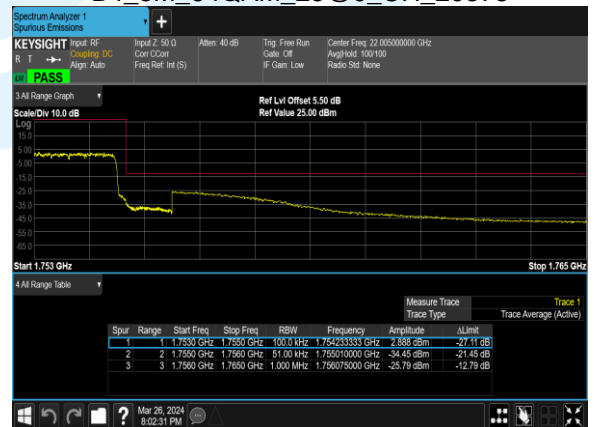 Spectrum Analyzer 1
Spurious Emissions
+
KEYSIGHT Input: RF Input Z: 50 Ω Atten: 40 dB Trig: Free Run Center Freq: 22.005000000 GHz
R T Coupling: DC Corr CCorr Gate: Off Avg|Hold: 100/100
Align: Auto Freq Ref: Int (S) IF Gain: Low Radio Std: None
LV PASS
3 All Range Graph
Ref Lvl Offset 5.50 dB
Scale/Div 10.0 dB Ref Value 25.00 dBm
Log
15.0
5.00
-5.00
-15.0
-25.0
-35.0
-45.0
-55.0
-65.0
Start 1.753 GHz Stop 1.765 GHz
4 All Range Table
Measure Trace Trace 1
Trace Type Trace Average (Active)
Spur Range Start Freq Stop Freq RBW Frequency Amplitude ΔLimit
1 1 1.7530 GHz 1.7550 GHz 100.0 kHz 1.754233333 GHz 2.888 dBm -27.11 dB
2 2 1.7550 GHz 1.7560 GHz 51.00 kHz 1.755010000 GHz -34.45 dBm -21.45 dB
3 3 1.7560 GHz 1.7650 GHz 1.000 MHz 1.756075000 GHz -25.79 dBm -12.79 dB
? Mar 26, 2024
8:02:31 PM